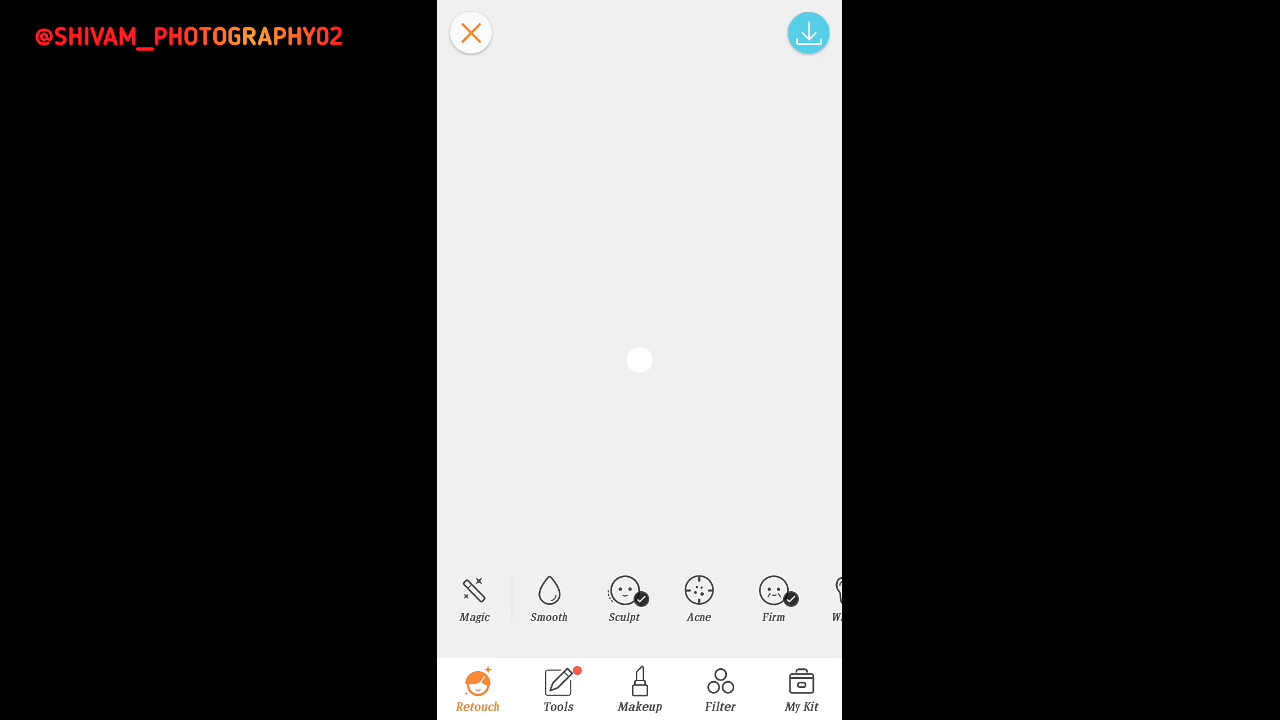 @SHIVAM_PHOTOGRAPHY02
Magic
Smooth
Sculpt
Acne
Firm
Retouch
Tools
Makeup
Filter
My Kit